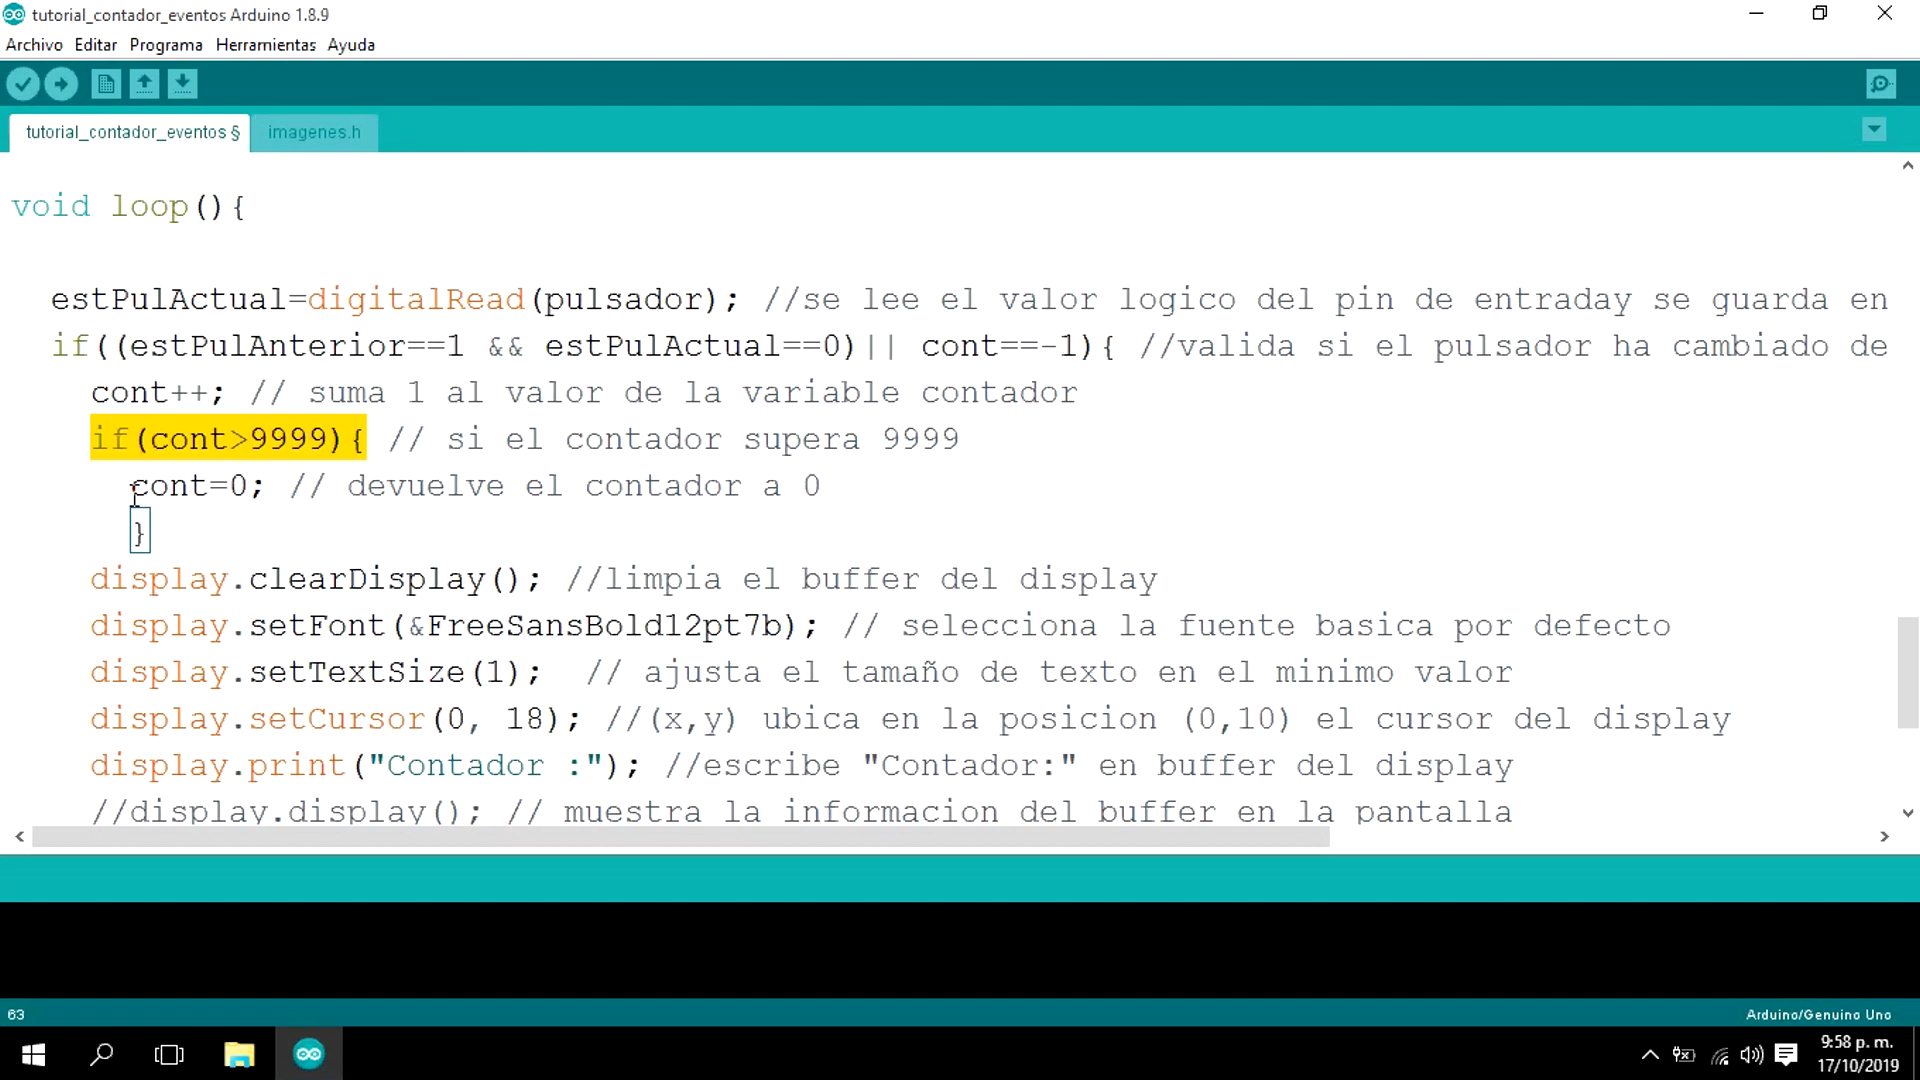 tutorial_contador_eventos Arduino 1.8.9
Archivo Editar Programa Herramientas Ayuda
tutorial_contador_eventos § imagenes.h
void loop(){
estPulActual=digitalRead(pulsador); //se lee el valor logico del pin de entraday se guarda en
if((estPulAnterior==1 && estPulActual==0)|| cont==-1){ //valida si el pulsador ha cambiado de
cont++; // suma 1 al valor de la variable contador
if(cont>9999){ // si el contador supera 9999
cont=0; // devuelve el contador a 0
}
display.clearDisplay(); //limpia el buffer del display
display.setFont(&FreeSansBold12pt7b); // selecciona la fuente basica por defecto
display.setTextSize(1); // ajusta el tamaño de texto en el minimo valor
display.setCursor(0, 18); //(x,y) ubica en la posicion (0,10) el cursor del display
display.print("Contador :"); //escribe "Contador:" en buffer del display
//display.display(); // muestra la informacion del buffer en la pantalla
63
Arduino/Genuino Uno
9:58 p. m.
17/10/2019